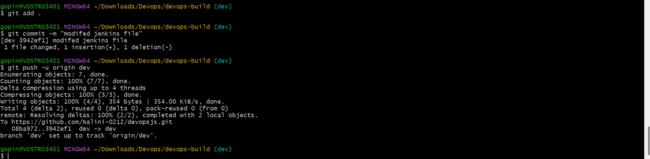 gopin@VOSTRO3401 MINGW64 ~/Downloads/Devops/devops-build (dev)
$ git add .

gopin@VOSTRO3401 MINGW64 ~/Downloads/Devops/devops-build (dev)
$ git commit -m "modifed jenkins file"
[dev 3942ef1] modifed jenkins file
 1 file changed, 1 insertion(+), 1 deletion(-)

gopin@VOSTRO3401 MINGW64 ~/Downloads/Devops/devops-build (dev)
$ git push -u origin dev
Enumerating objects: 7, done.
Counting objects: 100% (7/7), done.
Delta compression using up to 4 threads
Compressing objects: 100% (3/3), done.
Writing objects: 100% (4/4), 354 bytes | 354.00 KiB/s, done.
Total 4 (delta 2), reused 0 (delta 0), pack-reused 0 (from 0)
remote: Resolving deltas: 100% (2/2), completed with 2 local objects.
To https://github.com/Nalini-0212/devopsjs.git
   08ba972..3942ef1  dev -> dev
branch 'dev' set up to track 'origin/dev'.

gopin@VOSTRO3401 MINGW64 ~/Downloads/Devops/devops-build (dev)
$